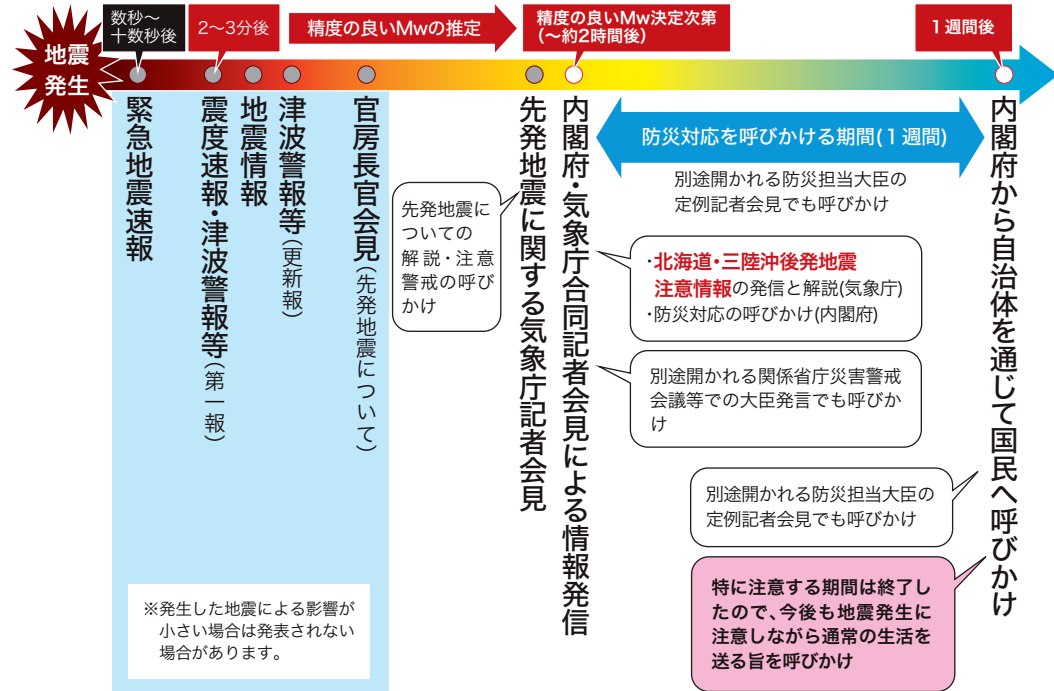 地震
発生
数秒～
十数秒後
2～3分後
精度の良いMwの推定
精度の良いMw決定次第
(～約2時間後)
1週間後
緊急地震速報
震度速報・津波警報等(第一報)
地震情報
津波警報等(更新報)
官房長官会見(先発地震について)
先発地震に関する気象庁記者会見
内閣府・気象庁合同記者会見による情報発信
内閣府から自治体を通じて国民へ呼びかけ
防災対応を呼びかける期間(1週間)
別途開かれる防災担当大臣の
定例記者会見でも呼びかけ
先発地震に
ついての
解説・注意
警戒の呼び
かけ
・北海道・三陸沖後発地震
注意情報の発信と解説(気象庁)
・防災対応の呼びかけ(内閣府)
別途開かれる関係省庁災害警戒
会議等での大臣発言でも呼びか
け
別途開かれる防災担当大臣の
定例記者会見でも呼びかけ
特に注意する期間は終了し
たので、今後も地震発生に
注意しながら通常の生活を
送る旨を呼びかけ
※発生した地震による影響が
小さい場合は発表されない
場合があります。